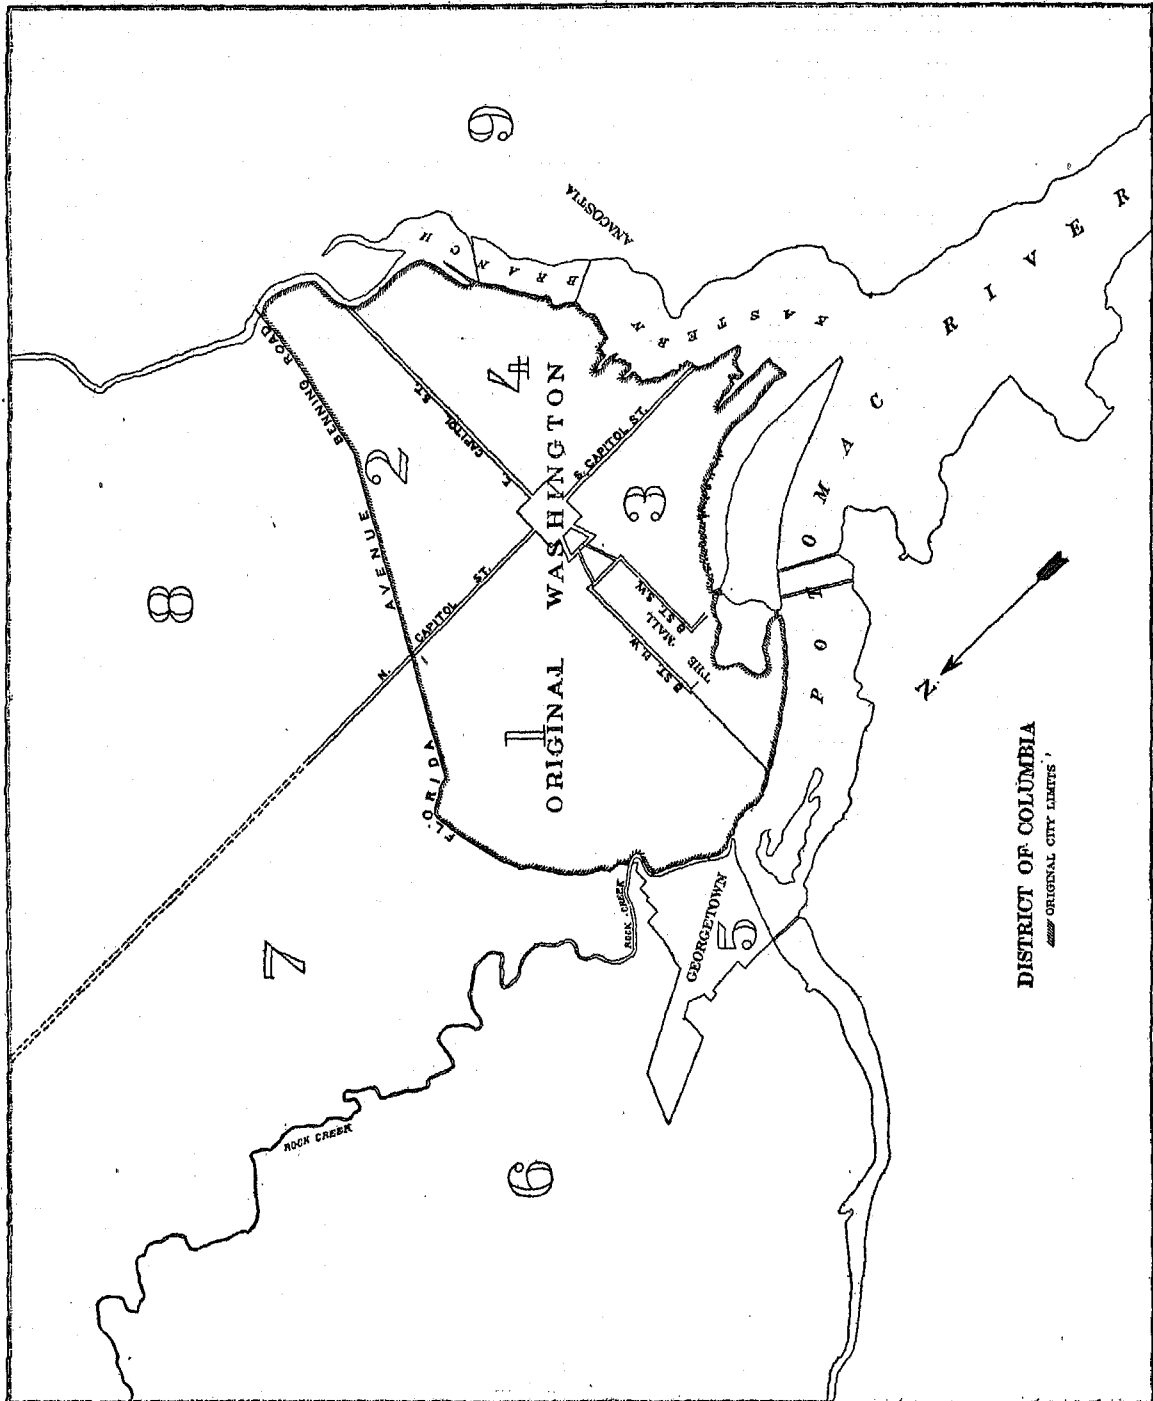 DISTRICT OF COLUMBIA
ORIGINAL CITY LIMITS
ORIGINAL WASHINGTON
1
2
3
4
5
6
7
8
9
FLORIDA AVENUE
BENNING ROAD
N. CAPITOL ST.
E. CAPITOL ST.
S. CAPITOL ST.
B ST. N.W.
THE MALL
B ST. S.W.
GEORGETOWN
ROCK CREEK
ROCK CREEK
ANACOSTIA
EASTERN BRANCH
POTOMAC RIVER
N.